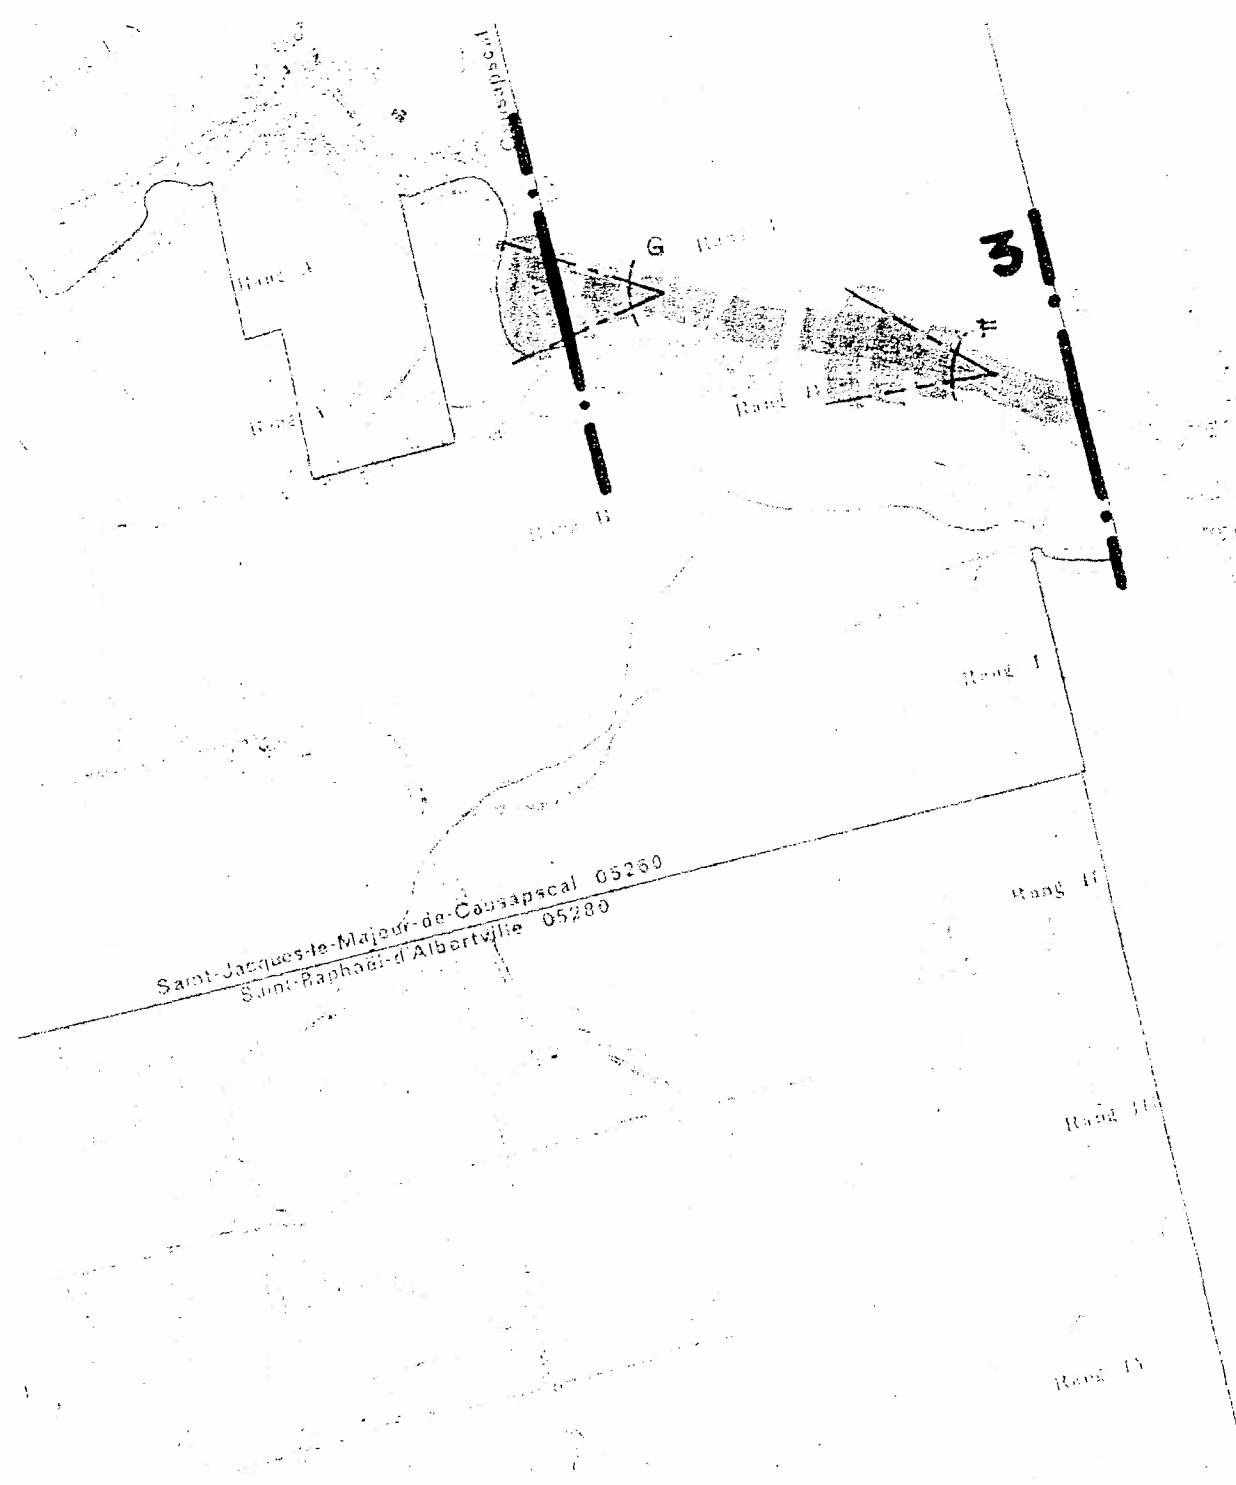 Causapscal
G
Rang I
3
F
Rang A
Rang B
Rang A
Rang B
Rang I
Saint-Jacques-le-Majeur-de-Causapscal 05260
Saint-Raphaël-d'Albertville 05280
Rang II
Rang III
Rang IV